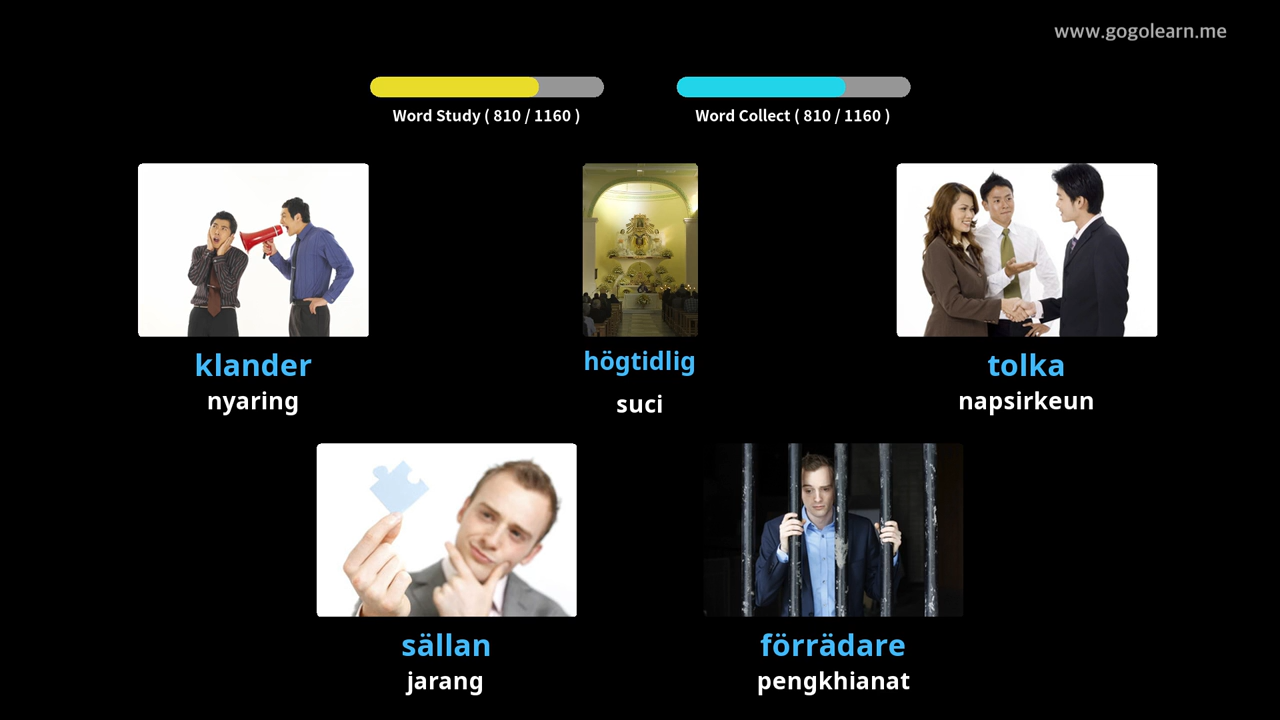 www.gogolearn.me
Word Study ( 810 / 1160 )
Word Collect ( 810 / 1160 )
klander
nyaring
högtidlig
suci
tolka
napsirkeun
sällan
jarang
förrädare
pengkhianat